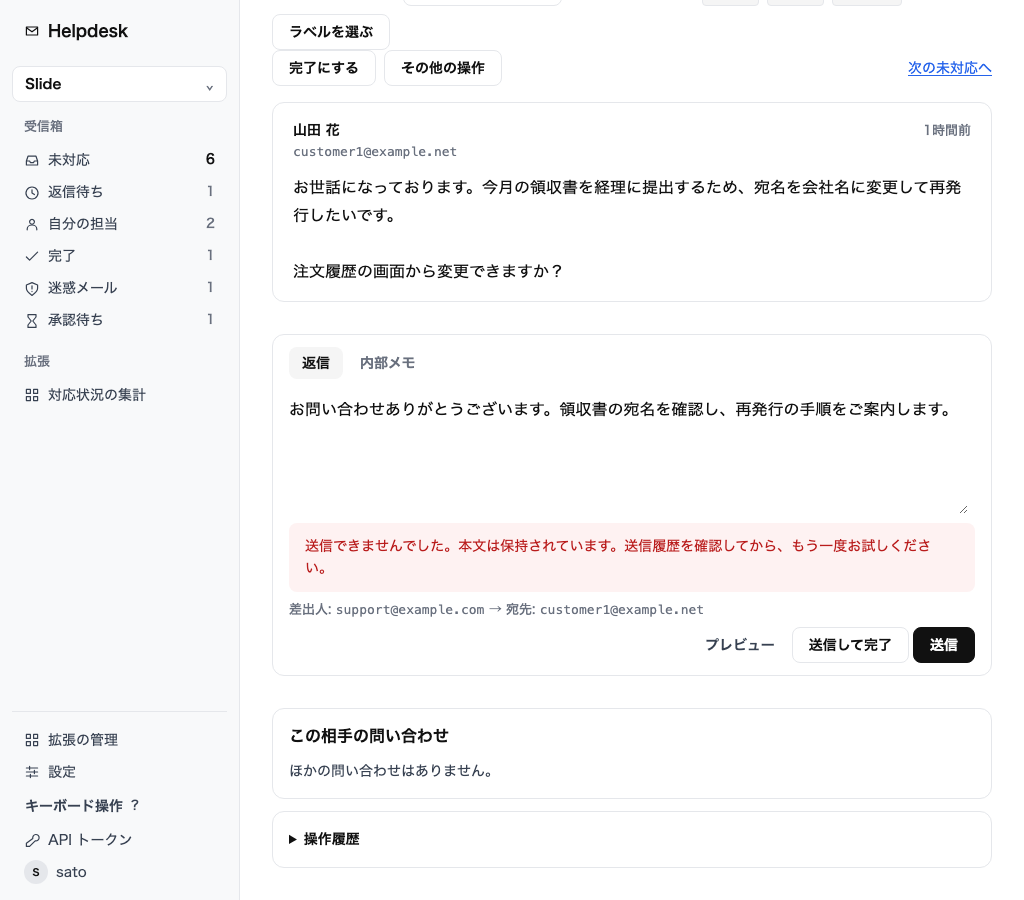 Helpdesk
Slide
受信箱
未対応 6
返信待ち 1
自分の担当 2
完了 1
迷惑メール 1
承認待ち 1
拡張
対応状況の集計
拡張の管理
設定
キーボード操作 ?
API トークン
S sato
ラベルを選ぶ
完了にする その他の操作 次の未対応へ
山田 花 1時間前
customer1@example.net
お世話になっております。今月の領収書を経理に提出するため、宛名を会社名に変更して再発
行したいです。
注文履歴の画面から変更できますか？
返信 内部メモ
お問い合わせありがとうございます。領収書の宛名を確認し、再発行の手順をご案内します。
送信できませんでした。本文は保持されています。送信履歴を確認してから、もう一度お試しくださ
い。
差出人: support@example.com → 宛先: customer1@example.net
プレビュー 送信して完了 送信
この相手の問い合わせ
ほかの問い合わせはありません。
▶ 操作履歴